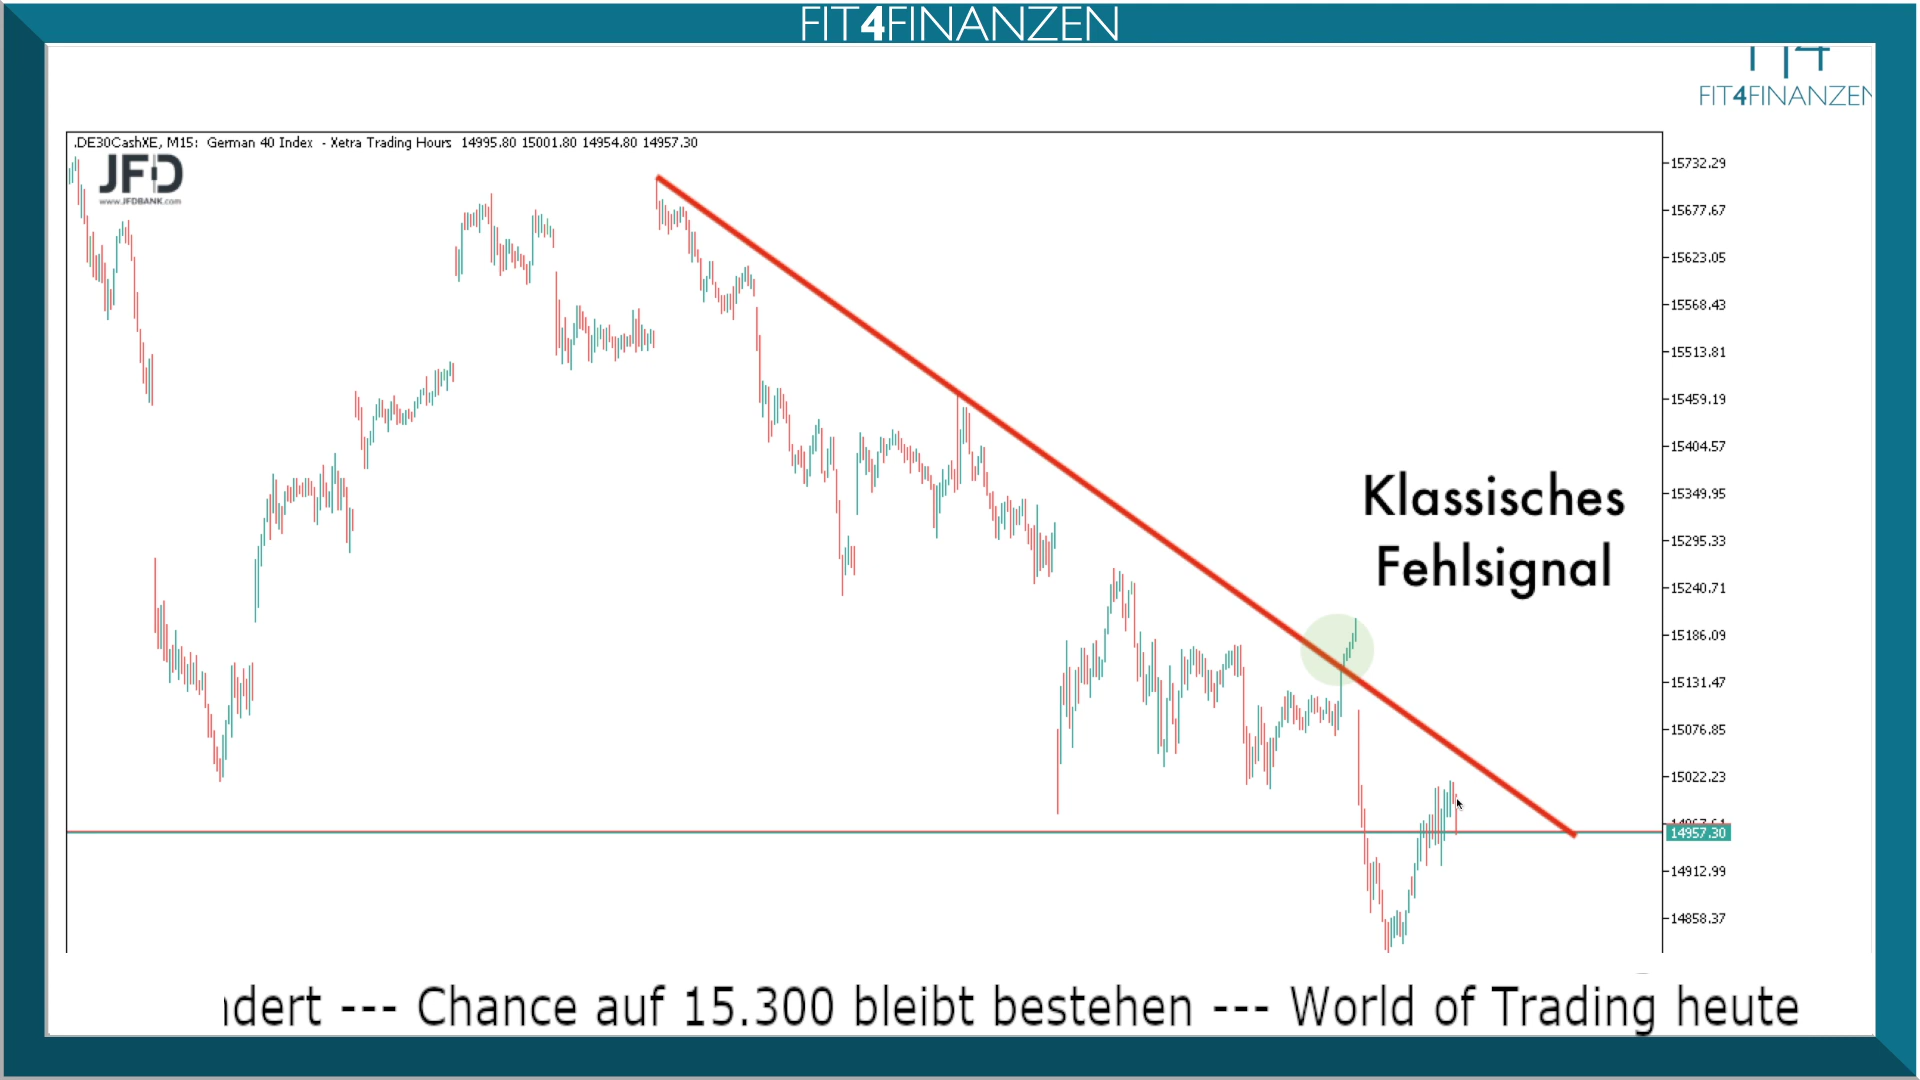 FIT4FINANZEN
FIT4FINANZEN
.DE30CashXE, M15: German 40 Index - Xetra Trading Hours 14995.80 15001.80 14954.80 14957.30
JFD
www.JFDBANK.com
15732.29
15677.67
15623.05
15568.43
15513.81
15459.19
15404.57
Klassisches
15349.95
15295.33
Fehlsignal
15240.71
15186.09
15131.47
15076.85
15022.23
14957.30
14912.99
14858.37
ndert --- Chance auf 15.300 bleibt bestehen --- World of Trading heute